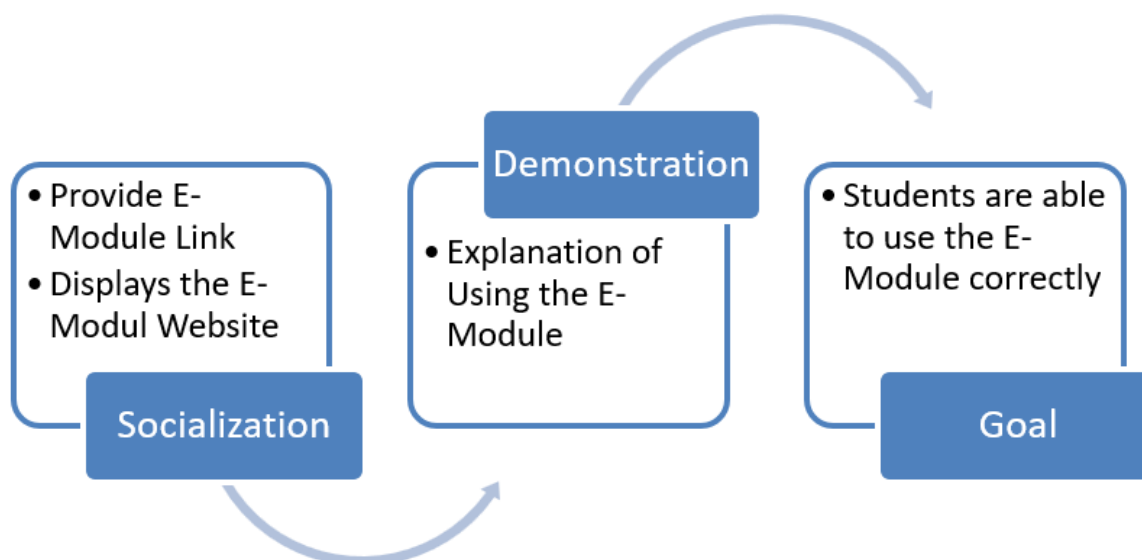 • Provide E-
Module Link
• Displays the E-
Modul Website
Socialization
Demonstration
• Explanation of
Using the E-
Module
• Students are able
to use the E-
Module correctly
Goal